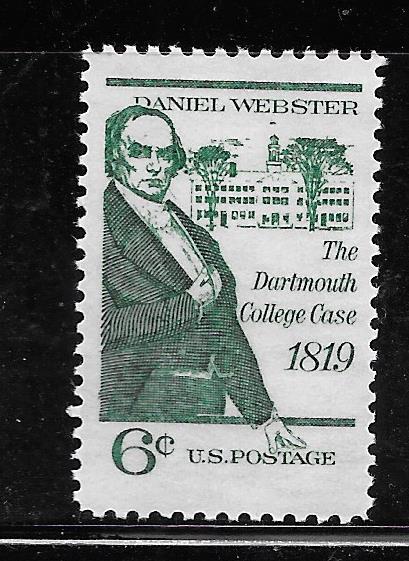 DANIEL WEBSTER
The
Dartmouth
College Case
1819
6¢ U.S.POSTAGE